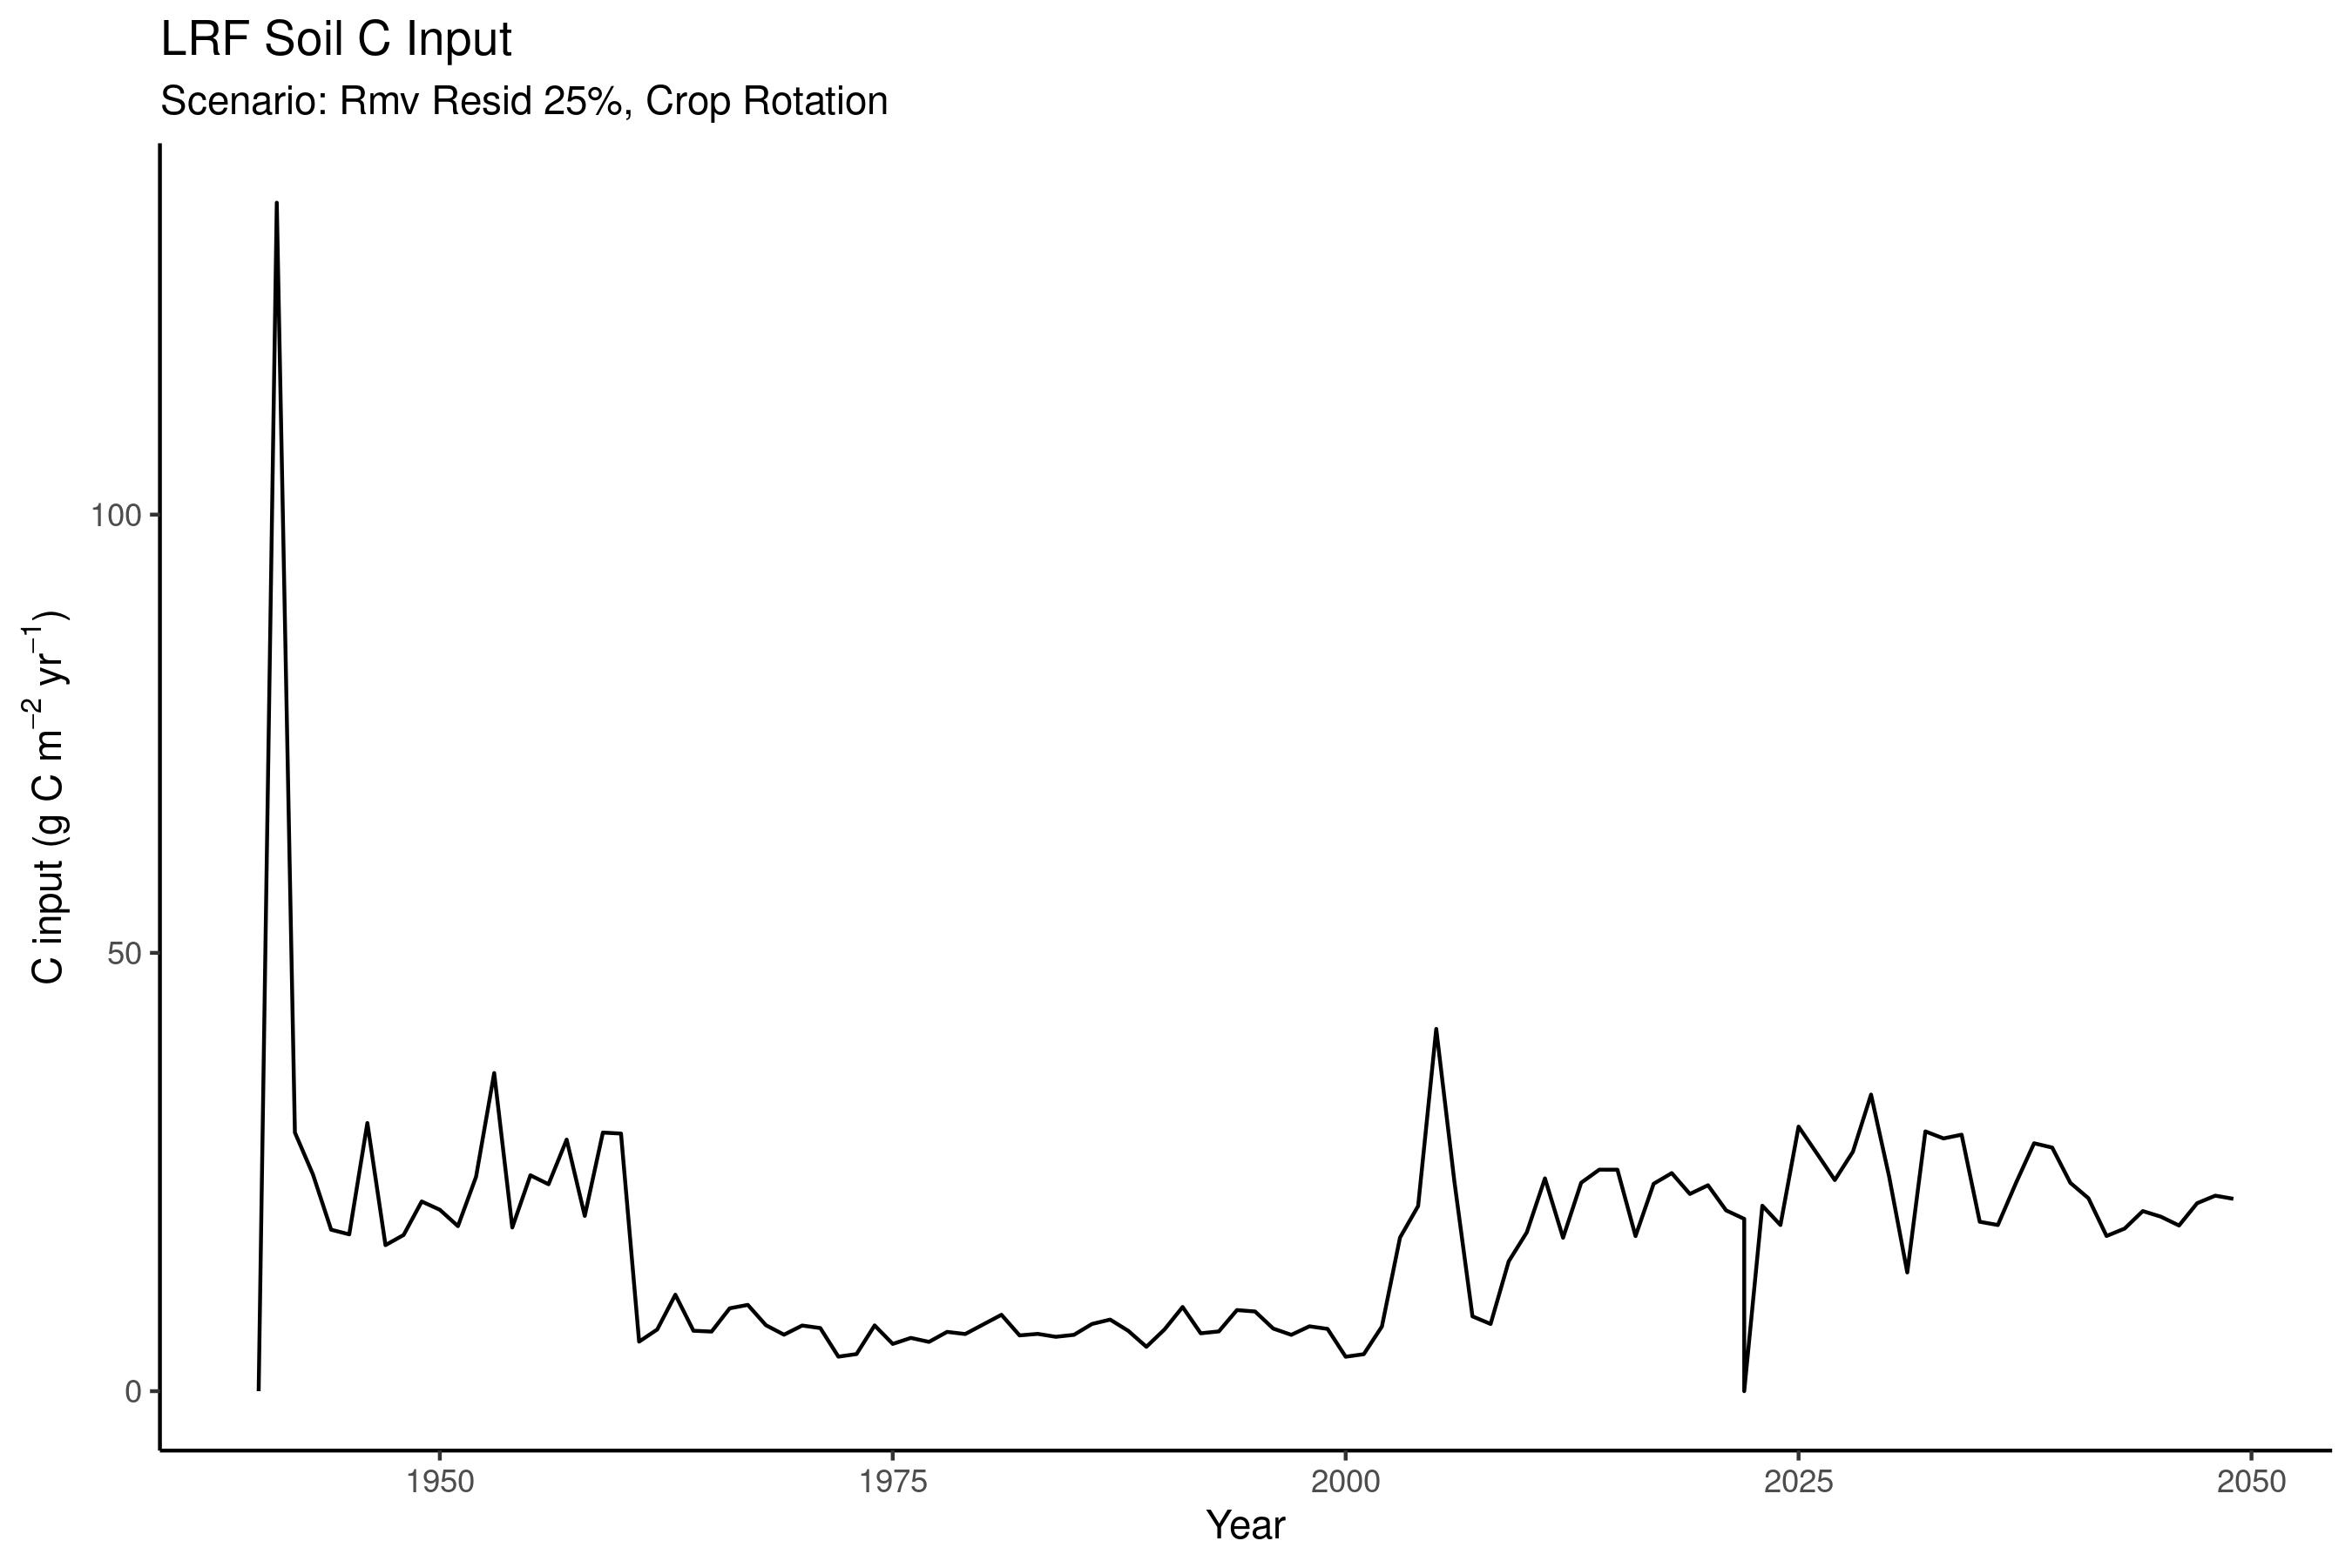 LRF Soil C Input
Scenario: Rmv Resid 25%, Crop Rotation
C input (g C m⁻² yr⁻¹)
100
50
0
1950 1975 2000 2025 2050
Year